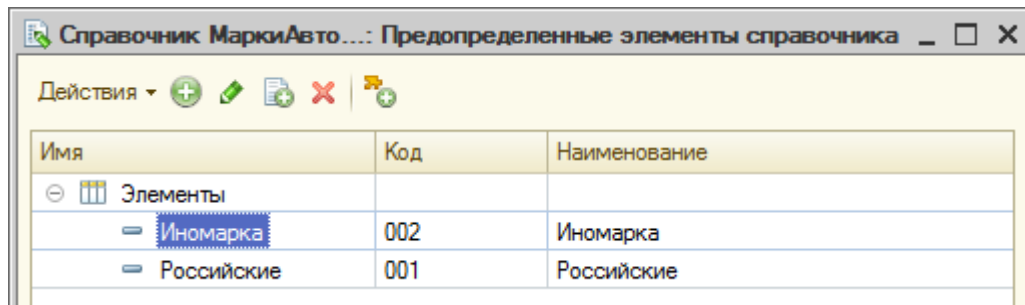 Справочник МаркиАвто...: Предопределенные элементы справочника
Действия
Имя Код Наименование
Элементы
Иномарка 002 Иномарка
Российские 001 Российские